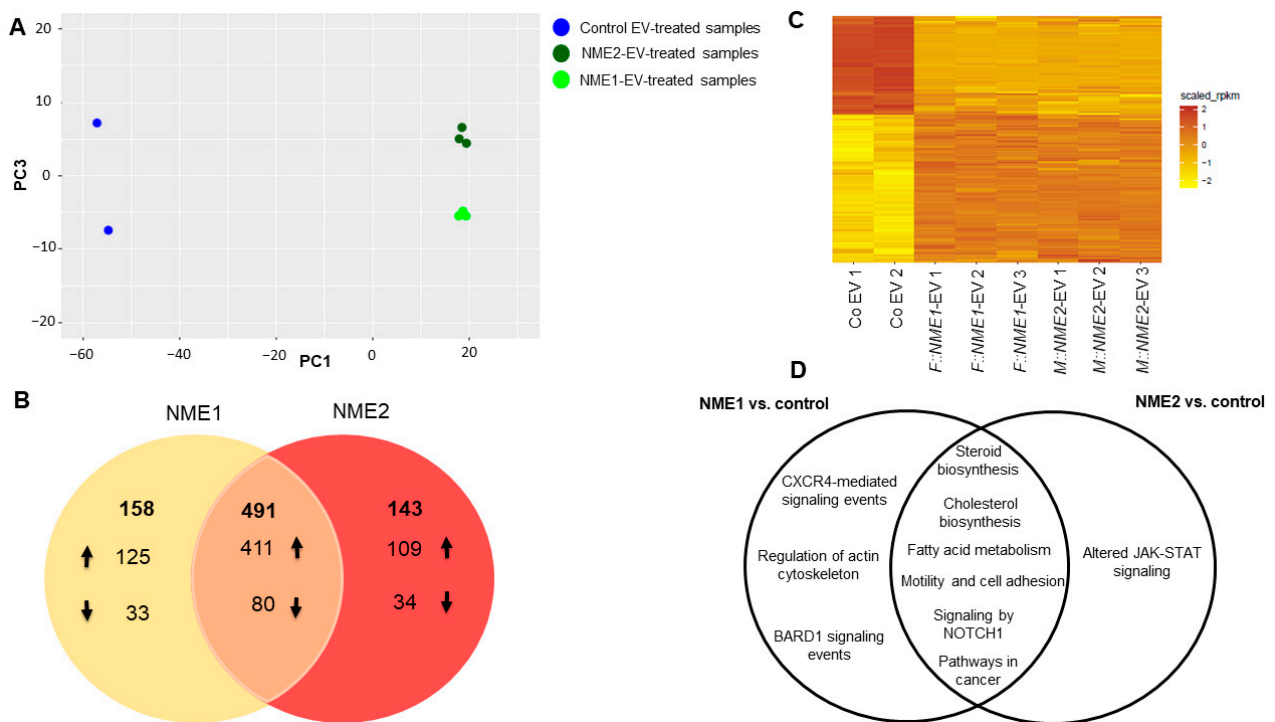 A
20
10
0
−10
−20
PC3
−60
−40
−20
0
20
PC1
Control EV-treated samples
NME2-EV-treated samples
NME1-EV-treated samples
C
scaled_rpkm
2
1
0
−1
−2
Co EV 1
Co EV 2
F::NME1-EV 1
F::NME1-EV 2
F::NME1-EV 3
M::NME2-EV 1
M::NME2-EV 2
M::NME2-EV 3
B
NME1
NME2
158
491
143
125
411
109
33
80
34
D
NME1 vs. control
NME2 vs. control
CXCR4-mediated
signaling events
Regulation of actin
cytoskeleton
BARD1 signaling
events
Steroid
biosynthesis
Cholesterol
biosynthesis
Fatty acid metabolism
Motility and cell adhesion
Signaling by
NOTCH1
Pathways in
cancer
Altered JAK-STAT
signaling